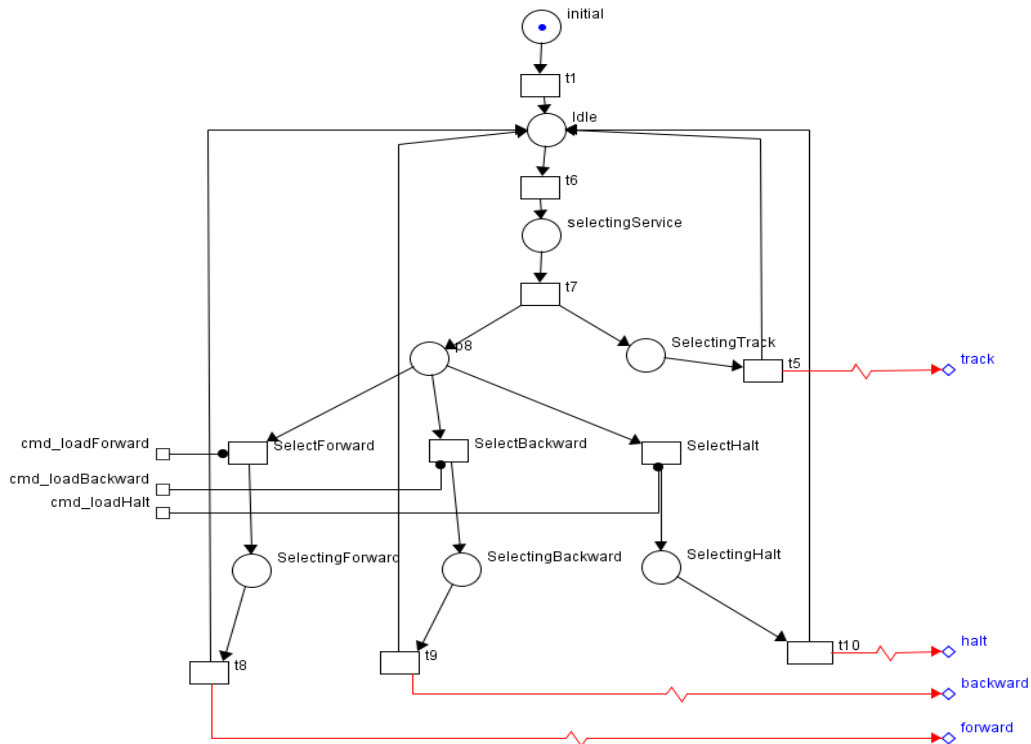 initial
t1
Idle
t6
selectingService
t7
p8
SelectingTrack
t5
track
cmd_loadForward
SelectForward
SelectBackward
SelectHalt
cmd_loadBackward
cmd_loadHalt
SelectingForward
SelectingBackward
SelectingHalt
t8
t9
t10
halt
backward
forward